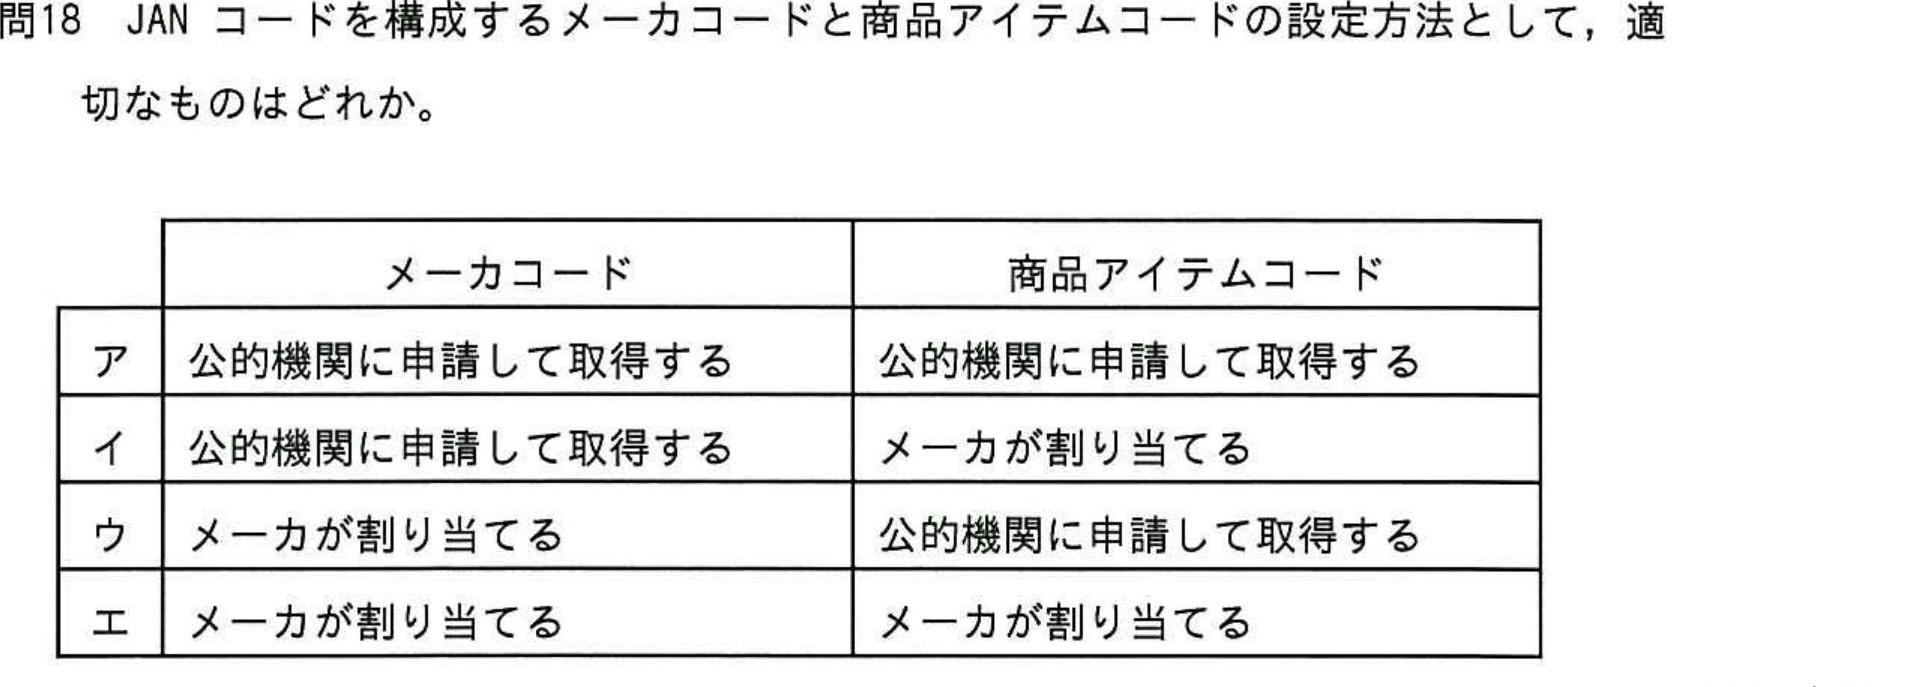 問18 JAN コードを構成するメーカコードと商品アイテムコードの設定方法として，適
切なものはどれか。
メーカコード 商品アイテムコード
ア 公的機関に申請して取得する 公的機関に申請して取得する
イ 公的機関に申請して取得する メーカが割り当てる
ウ メーカが割り当てる 公的機関に申請して取得する
エ メーカが割り当てる メーカが割り当てる